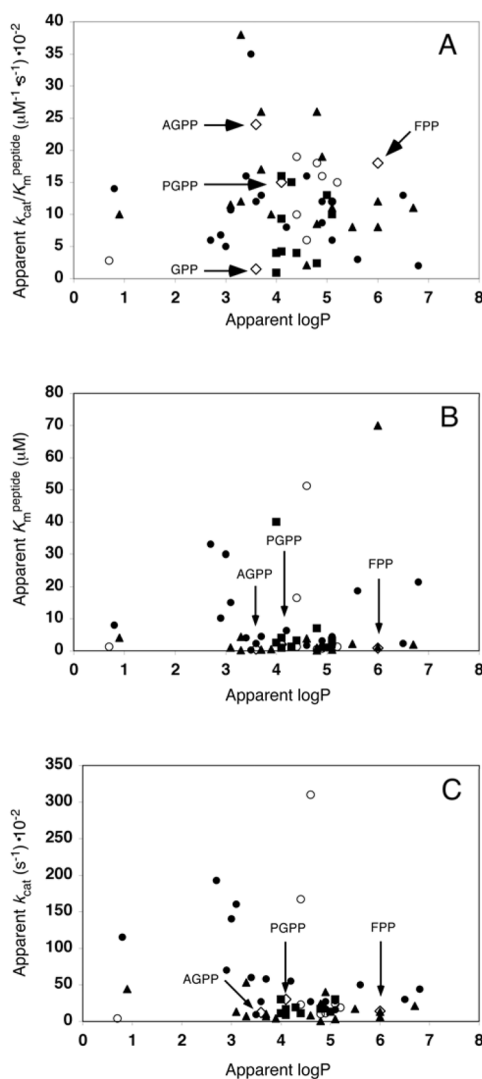 A
Apparent kcat/Kmpeptide (μM-1•s-1)•10-2
40
35
30
25
20
15
10
5
0
AGPP
FPP
PGPP
GPP
0 1 2 3 4 5 6 7 8
Apparent logP
B
Apparent Kmpeptide (μM)
80
70
60
50
40
30
20
10
0
PGPP
AGPP
FPP
0 1 2 3 4 5 6 7 8
Apparent logP
C
Apparent kcat (s-1)•10-2
350
300
250
200
150
100
50
0
PGPP
FPP
AGPP
0 1 2 3 4 5 6 7 8
Apparent logP